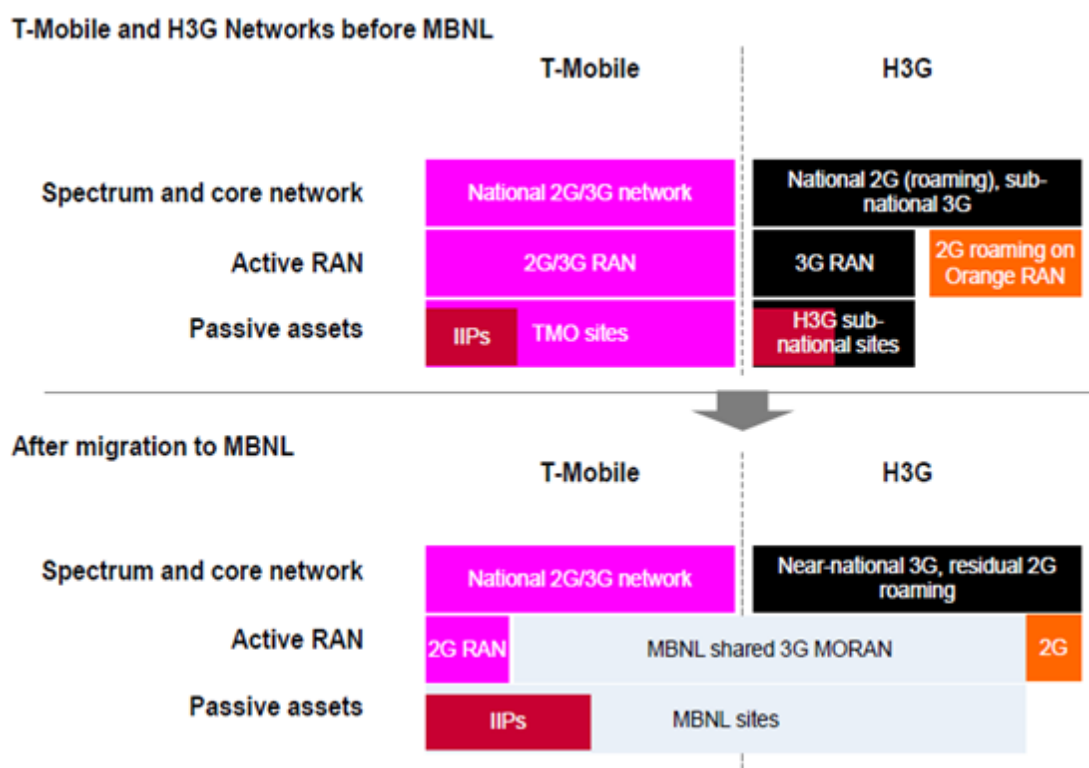 T-Mobile and H3G Networks before MBNL
T-Mobile
H3G
Spectrum and core network
National 2G/3G network
National 2G (roaming), sub-
national 3G
Active RAN
2G/3G RAN
3G RAN
2G roaming on
Orange RAN
Passive assets
IIPs
TMO sites
H3G sub-
national sites
After migration to MBNL
T-Mobile
H3G
Spectrum and core network
National 2G/3G network
Near-national 3G, residual 2G
roaming
Active RAN
2G RAN
MBNL shared 3G MORAN
2G
Passive assets
IIPs
MBNL sites